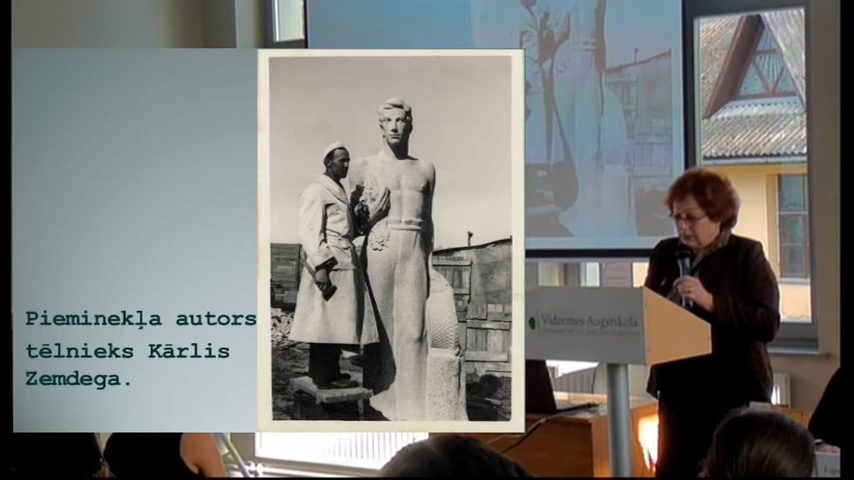 Pieminekļa autors
tēlnieks Kārlis
Zemdega.
Vidzemes Augstskola